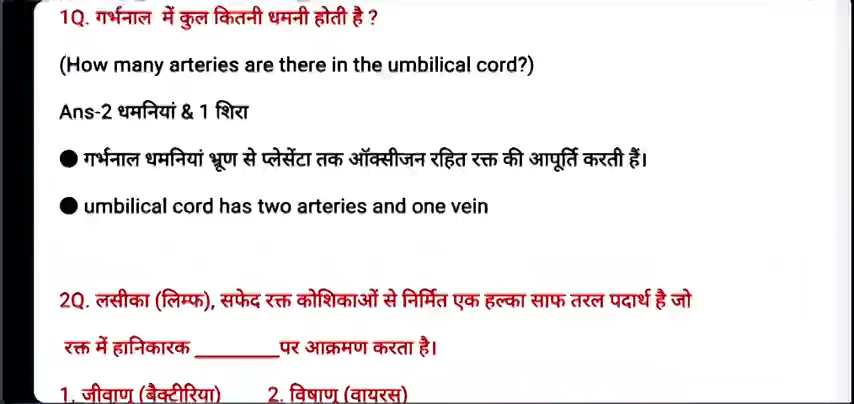 1Q. गर्भनाल में कुल कितनी धमनी होती है ?
(How many arteries are there in the umbilical cord?)
Ans-2 धमनियां & 1 शिरा
● गर्भनाल धमनियां भ्रूण से प्लेसेंटा तक ऑक्सीजन रहित रक्त की आपूर्ति करती हैं।
● umbilical cord has two arteries and one vein
2Q. लसीका (लिम्फ), सफेद रक्त कोशिकाओं से निर्मित एक हल्का साफ तरल पदार्थ है जो
रक्त में हानिकारक ________पर आक्रमण करता है।
1. जीवाणु (बैक्टीरिया) 2. विषाणु (वायरस)